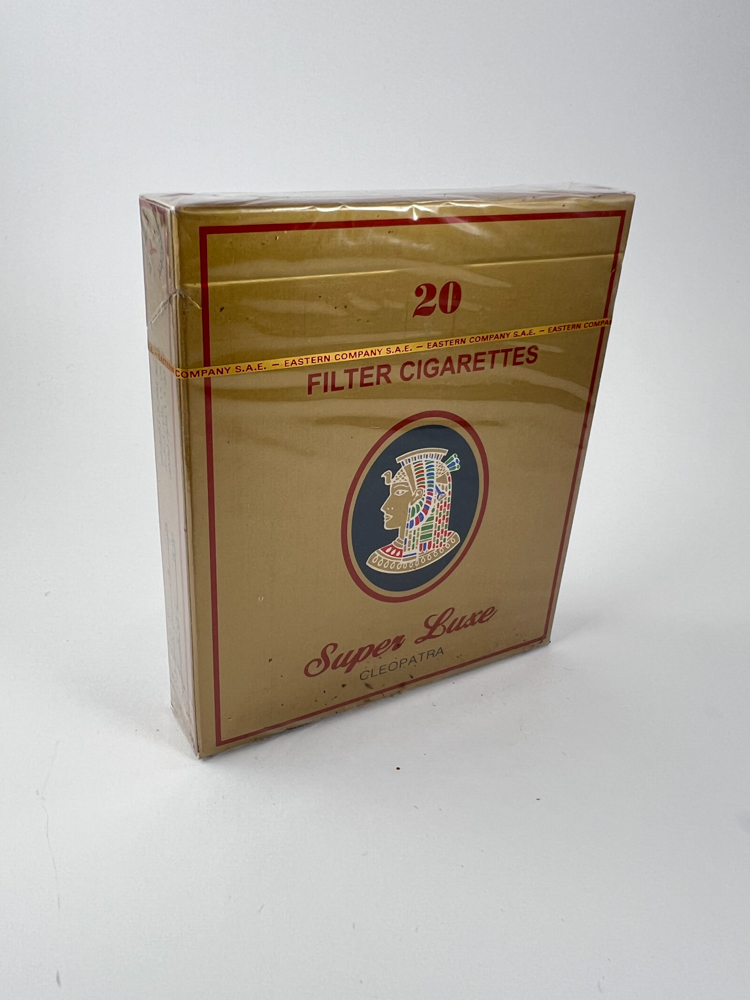 20
COMPANY S.A.E. — EASTERN COMPANY S.A.E. — EASTERN COMPANY S.A.E. — EASTERN COMPA
FILTER CIGARETTES
Super Luxe
CLEOPATRA